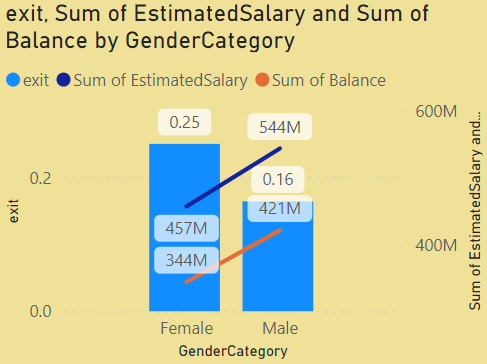 exit, Sum of EstimatedSalary and Sum of
Balance by GenderCategory
exit Sum of EstimatedSalary Sum of Balance
0.25
544M
600M
0.2
0.16
421M
457M
344M
400M
0.0
Female Male
GenderCategory
exit
Sum of EstimatedSalary and...